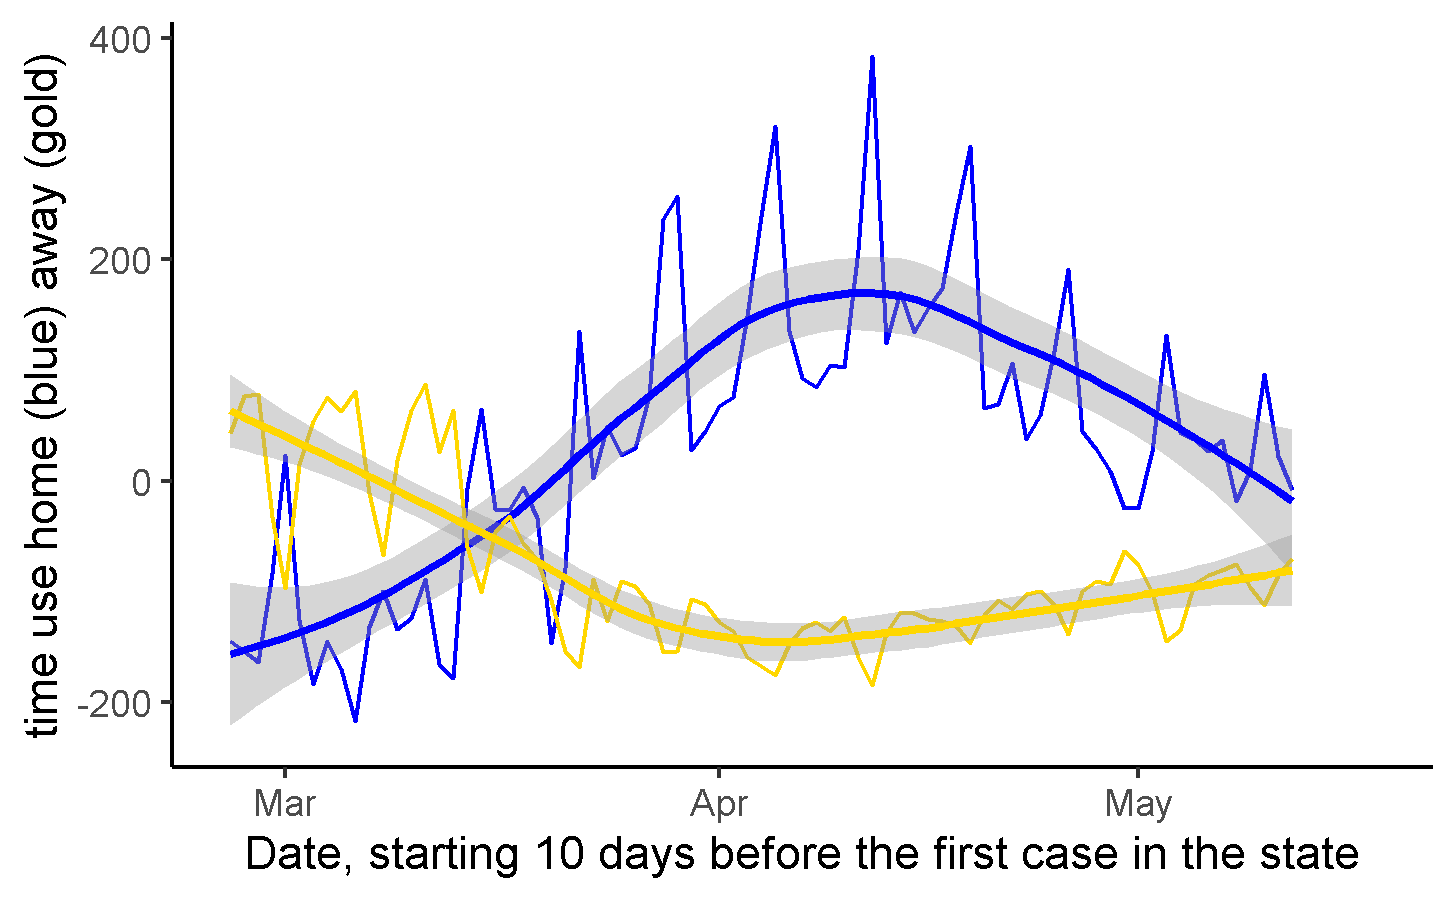 time use home (blue) away (gold)
400
200
0
-200
Mar
Apr
May
Date, starting 10 days before the first case in the state